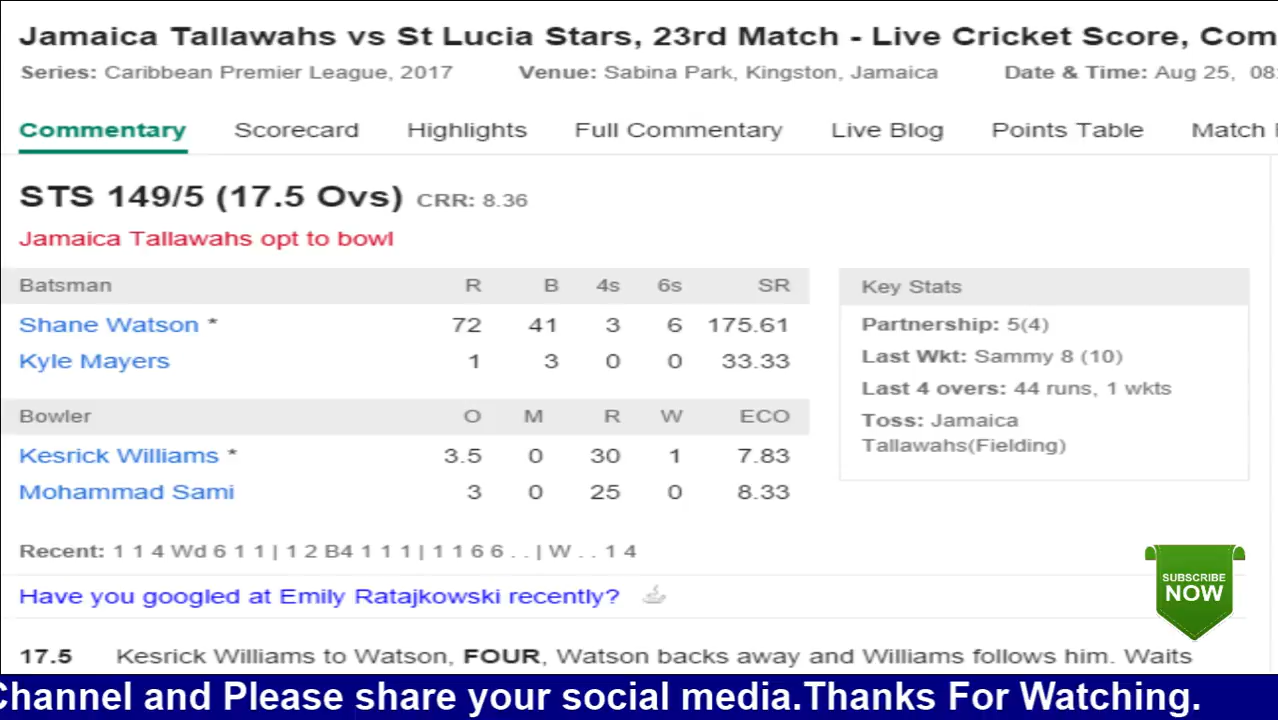 Jamaica Tallawahs vs St Lucia Stars, 23rd Match - Live Cricket Score, Com
Series: Caribbean Premier League, 2017 Venue: Sabina Park, Kingston, Jamaica Date & Time: Aug 25, 08:
Commentary Scorecard Highlights Full Commentary Live Blog Points Table Match
STS 149/5 (17.5 Ovs) CRR: 8.36
Jamaica Tallawahs opt to bowl
Batsman R B 4s 6s SR
Shane Watson * 72 41 3 6 175.61
Kyle Mayers 1 3 0 0 33.33
Bowler O M R W ECO
Kesrick Williams * 3.5 0 30 1 7.83
Mohammad Sami 3 0 25 0 8.33
Key Stats
Partnership: 5(4)
Last Wkt: Sammy 8 (10)
Last 4 overs: 44 runs, 1 wkts
Toss: Jamaica
Tallawahs(Fielding)
Recent: 1 1 4 Wd 6 1 1 | 1 2 B4 1 1 1 | 1 1 6 6 . . | W . . 1 4
SUBSCRIBE
NOW
Have you googled at Emily Ratajkowski recently?
17.5 Kesrick Williams to Watson, FOUR, Watson backs away and Williams follows him. Waits
Channel and Please share your social media.Thanks For Watching.